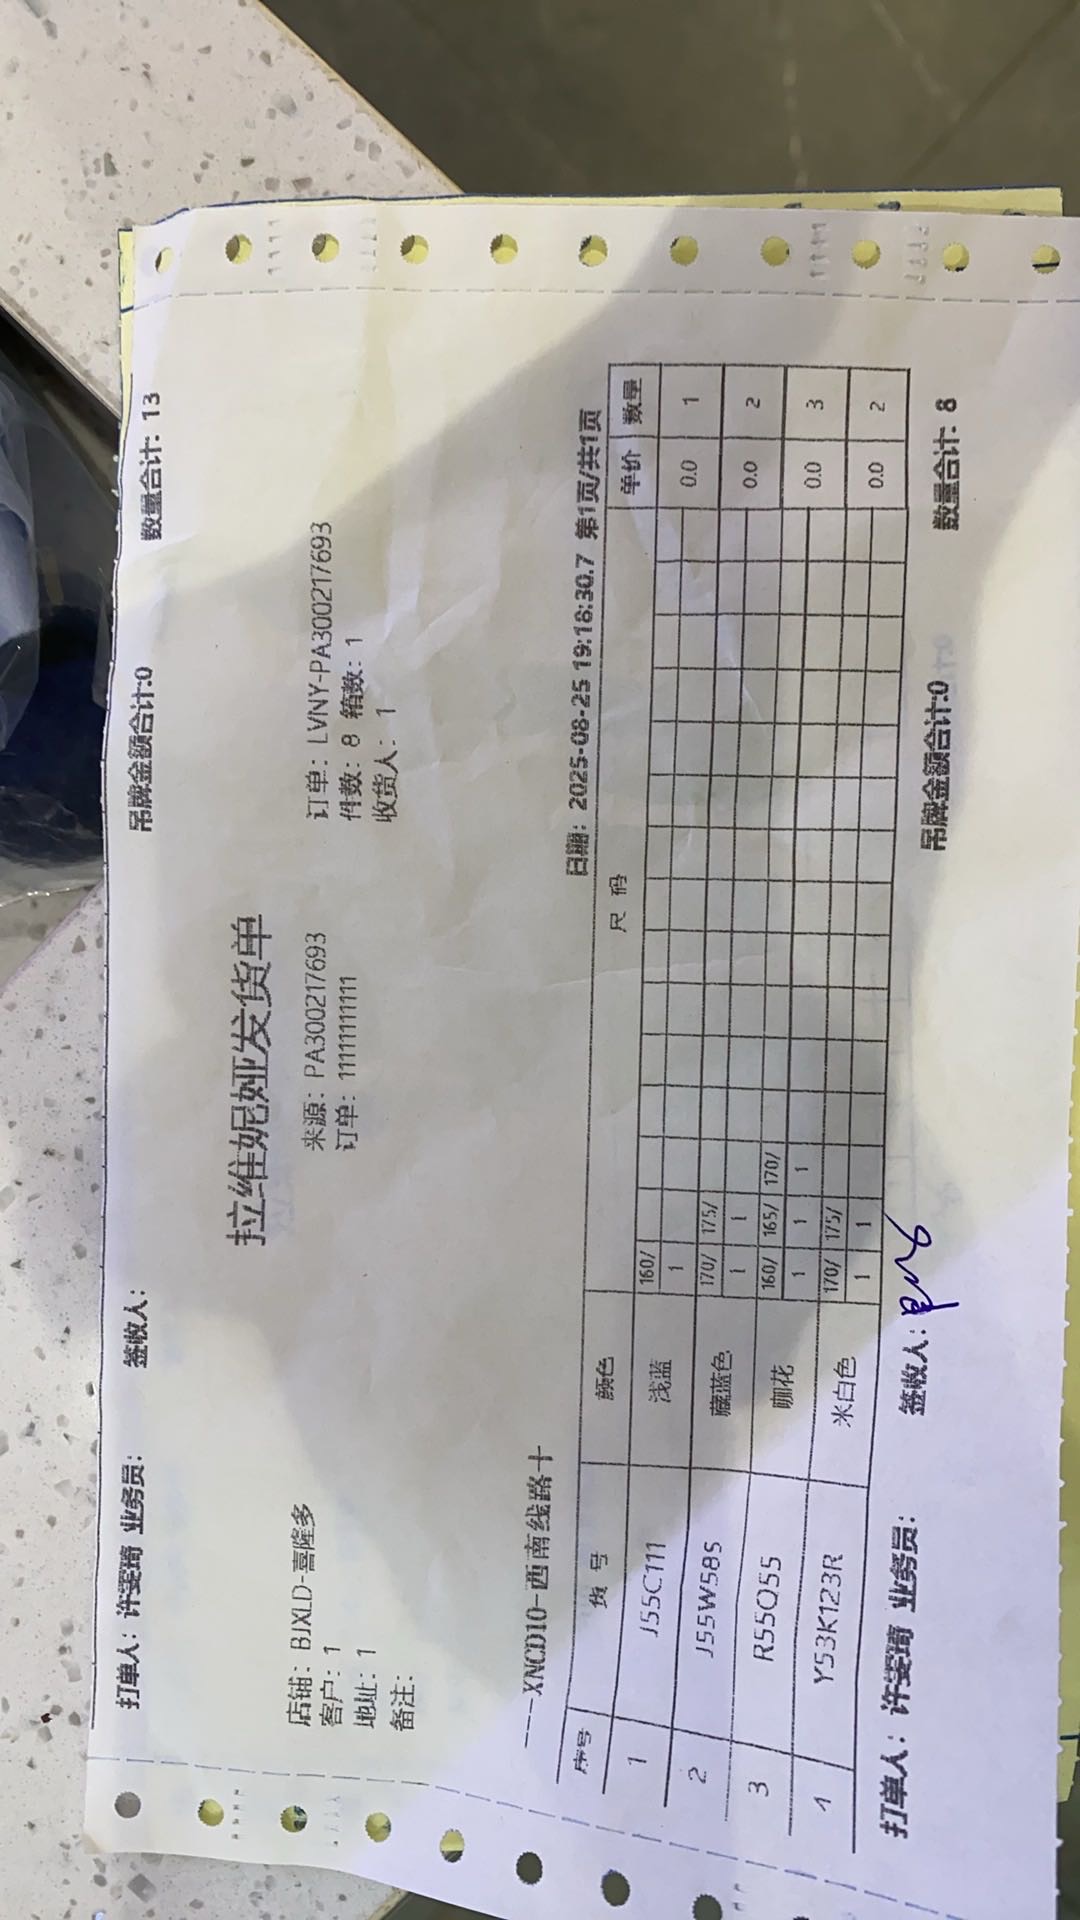 打单人：许雯琦 业务员： 签收人： 吊牌金额合计:0 数量合计: 13
拉维妮娅发货单
店铺：BJXLD-喜隆多 来源：PA300217693 订单：LVNY-PA300217693
客户：1 订单：11111111111 件数：8 箱数：1
地址：1 收货人：1
备注：
----XNCD10-西南线路十 日期：2025-08-25 19:16:30.7 第1页/共1页
序号 货号 颜色 尺码 单价 数量
160/
1 J55C111 浅蓝 1 0.0 1
170/ 175/
2 J55W585 藏蓝色 1 1 0.0 2
160/ 165/ 170/
3 R55Q55 咖花 1 1 1 0.0 3
170/ 175/
4 Y53K123R 米白色 1 1 0.0 2
打单人：许雯琦 业务员： 签收人： 吊牌金额合计:0 数量合计: 8